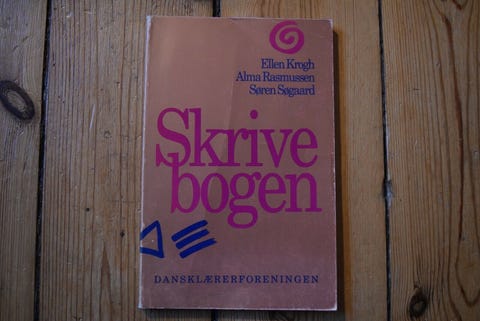 Ellen Krogh
Alma Rasmussen
Søren Søgaard
Skrive
bogen
DANSKLÆRERFORENINGEN